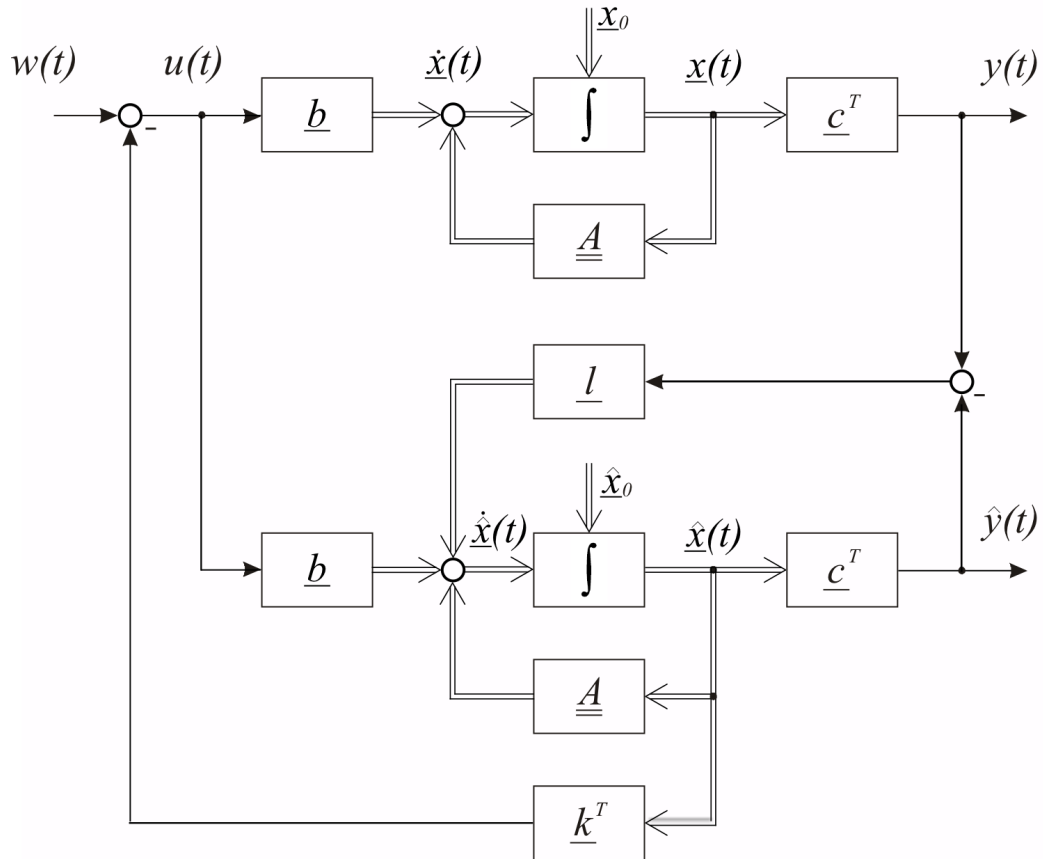 x₀
w(t) u(t) ẋ(t) x(t) y(t)
b ∫ cᵀ
-
A
l
-
x̂₀
x̂̇(t) x̂(t) ŷ(t)
b ∫ cᵀ
A
kᵀ